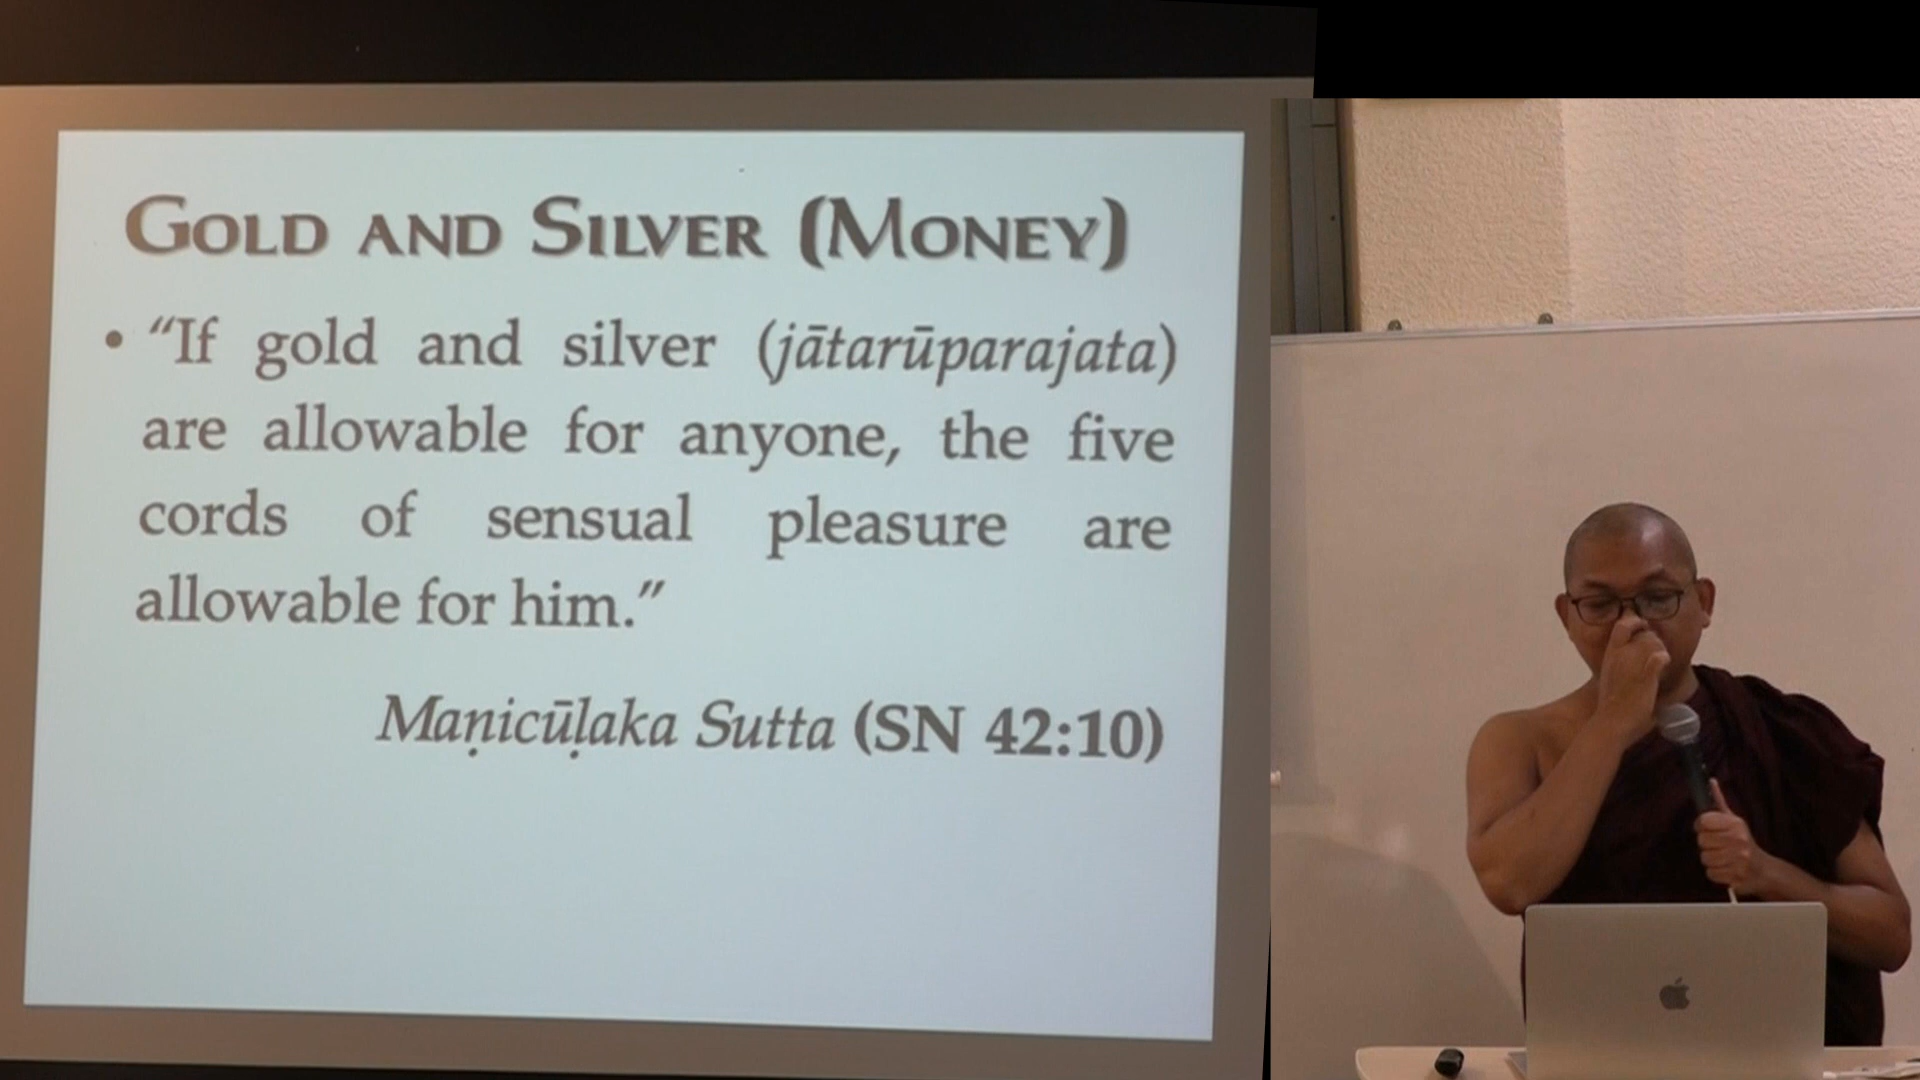 GOLD AND SILVER (MONEY)
• “If gold and silver (jātarūparajata)
are allowable for anyone, the five
cords of sensual pleasure are
allowable for him.”
Maṇicūḷaka Sutta (SN 42:10)